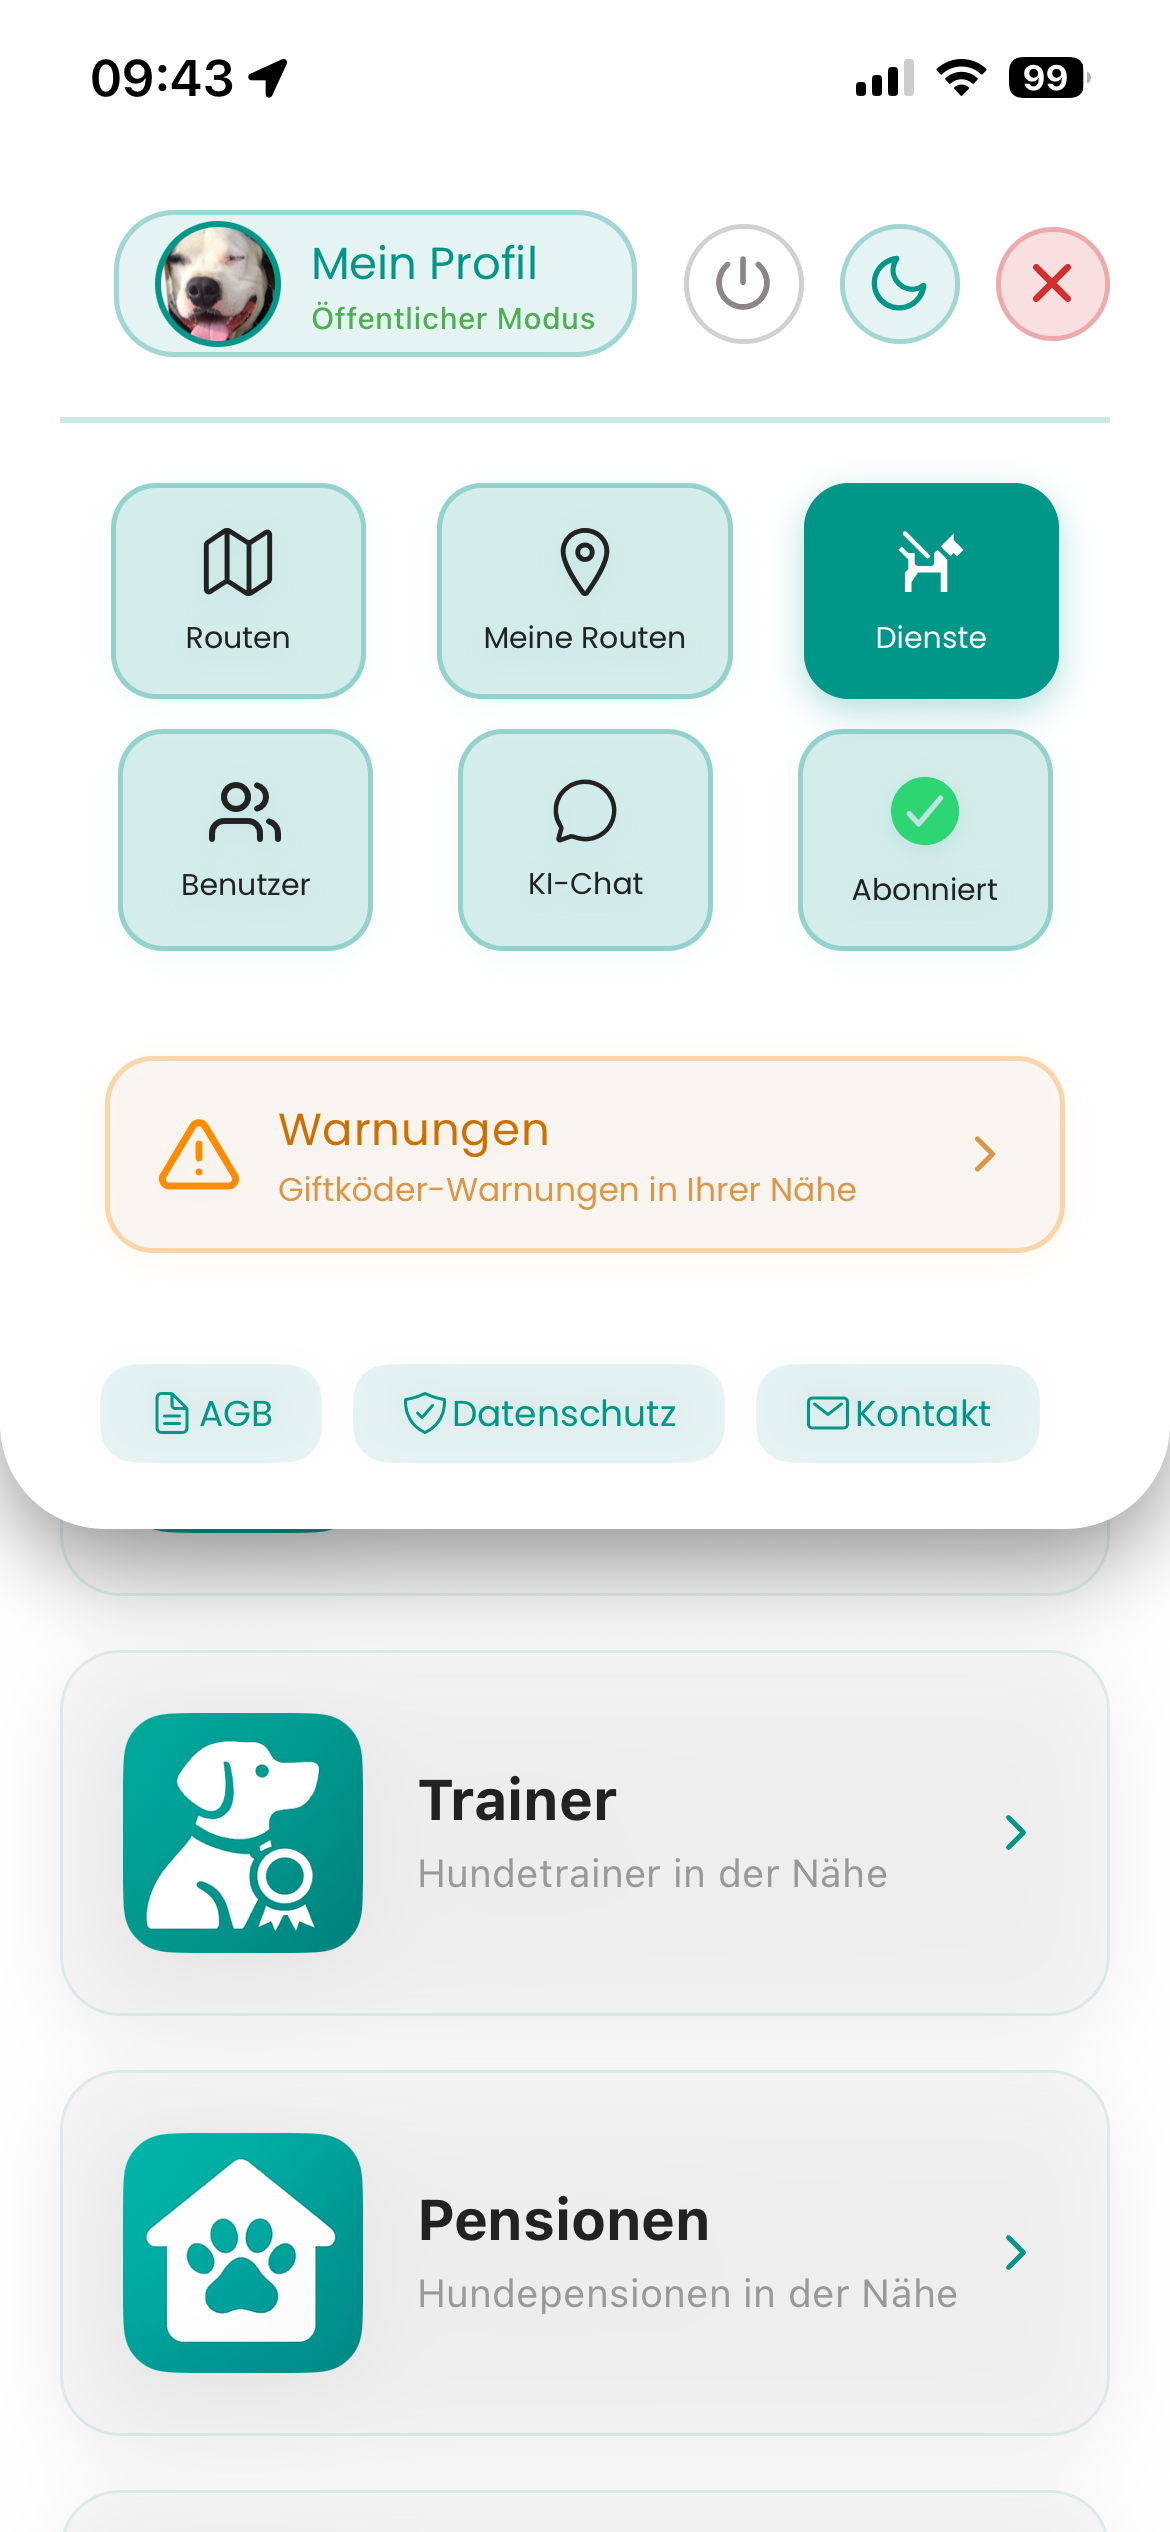 09:43
99
Mein Profil
Öffentlicher Modus
Routen
Meine Routen
Dienste
Benutzer
KI-Chat
Abonniert
Warnungen
Giftköder-Warnungen in Ihrer Nähe
AGB
Datenschutz
Kontakt
Trainer
Hundetrainer in der Nähe
Pensionen
Hundepensionen in der Nähe